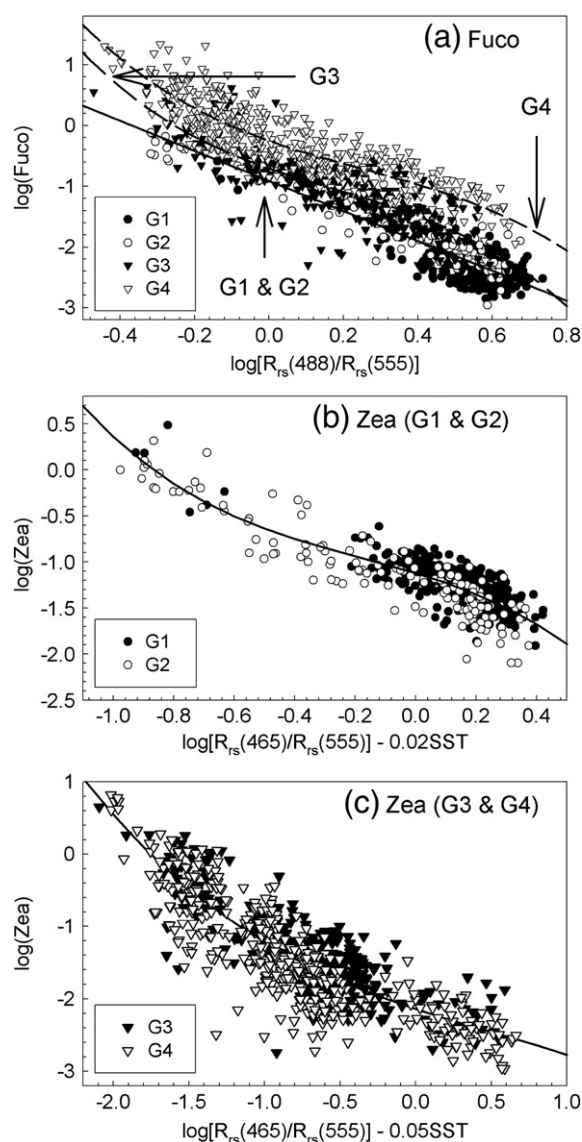 (a) Fuco
1
0
-1
-2
-3
log(Fuco)
G3
G4
G1 & G2
G1
G2
G3
G4
-0.4 -0.2 0.0 0.2 0.4 0.6 0.8
log[Rrs(488)/Rrs(555)]
(b) Zea (G1 & G2)
0.5
0.0
-0.5
-1.0
-1.5
-2.0
-2.5
log(Zea)
G1
G2
-1.0 -0.8 -0.6 -0.4 -0.2 0.0 0.2 0.4
log[Rrs(465)/Rrs(555)] - 0.02SST
(c) Zea (G3 & G4)
1
0
-1
-2
-3
log(Zea)
G3
G4
-2.0 -1.5 -1.0 -0.5 0.0 0.5 1.0
log[Rrs(465)/Rrs(555)] - 0.05SST